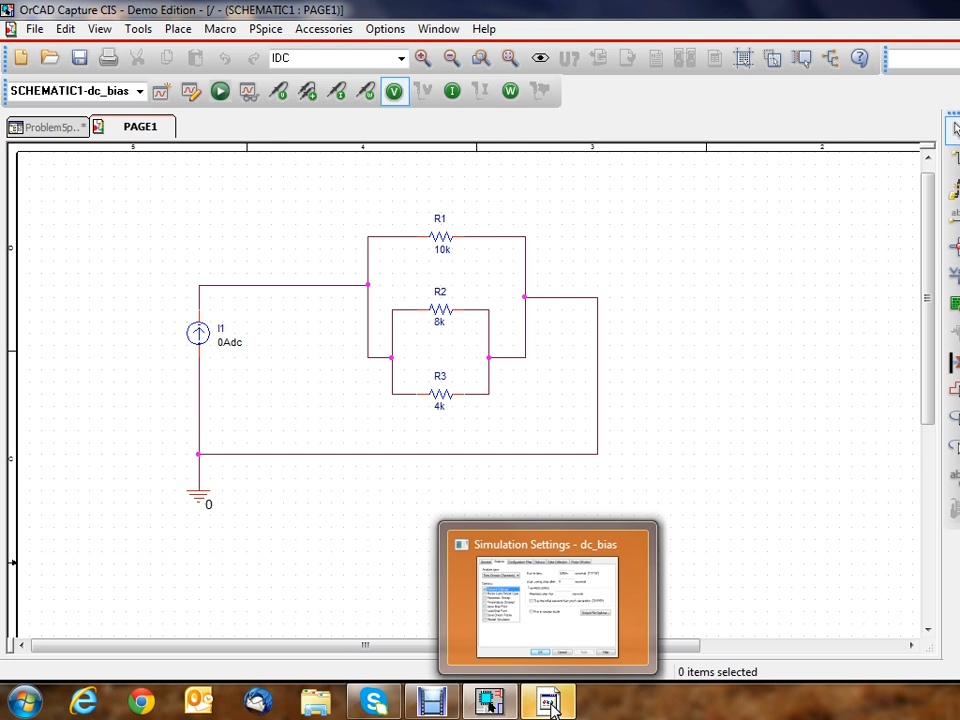 OrCAD Capture CIS - Demo Edition - [/ - (SCHEMATIC1 : PAGE1)]
File Edit View Tools Place Macro PSpice Accessories Options Window Help
IDC
SCHEMATIC1-dc_bias
V I W
Problem5p..* PAGE1
5 4 3 2
R1
10k
R2
8k
I1
0Adc
R3
4k
0
Simulation Settings - dc_bias
0 items selected